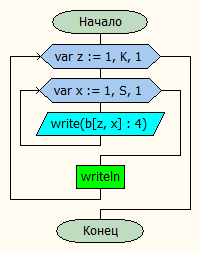 Начало
var z := 1, K, 1
var x := 1, S, 1
write(b[z, x] : 4)
writeln
Конец